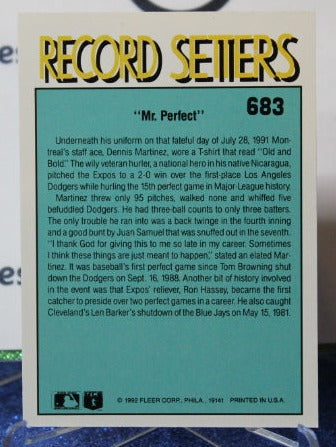 RECORD SETTERS
683
"Mr. Perfect"
Underneath his uniform on that fateful day of July 28, 1991 Mont-
real's staff ace, Dennis Martinez, wore a T-shirt that read "Old and
Bold." The wily veteran hurler, a national hero in his native Nicaragua,
pitched the Expos to a 2-0 win over the first-place Los Angeles
Dodgers while hurling the 15th perfect game in Major-League history.
Martinez threw only 95 pitches, walked none and whiffed five
befuddled Dodgers. He had three-ball counts to only three batters.
The only trouble he ran into was a back twinge in the fourth inning
and a good bunt by Juan Samuel that was snuffed out in the seventh.
"I thank God for giving this to me so late in my career. Sometimes
I think these things are just meant to happen," stated an elated Mar-
tinez. It was baseball's first perfect game since Tom Browning shut
down the Dodgers on Sept. 16, 1988. Another bit of history involved
in the event was that Expos' reliever, Ron Hassey, became the first
catcher to preside over two perfect games in a career. He also caught
Cleveland's Len Barker's shutdown of the Blue Jays on May 15, 1981.
© 1992 FLEER CORP., PHILA., 19141 PRINTED IN U.S.A.